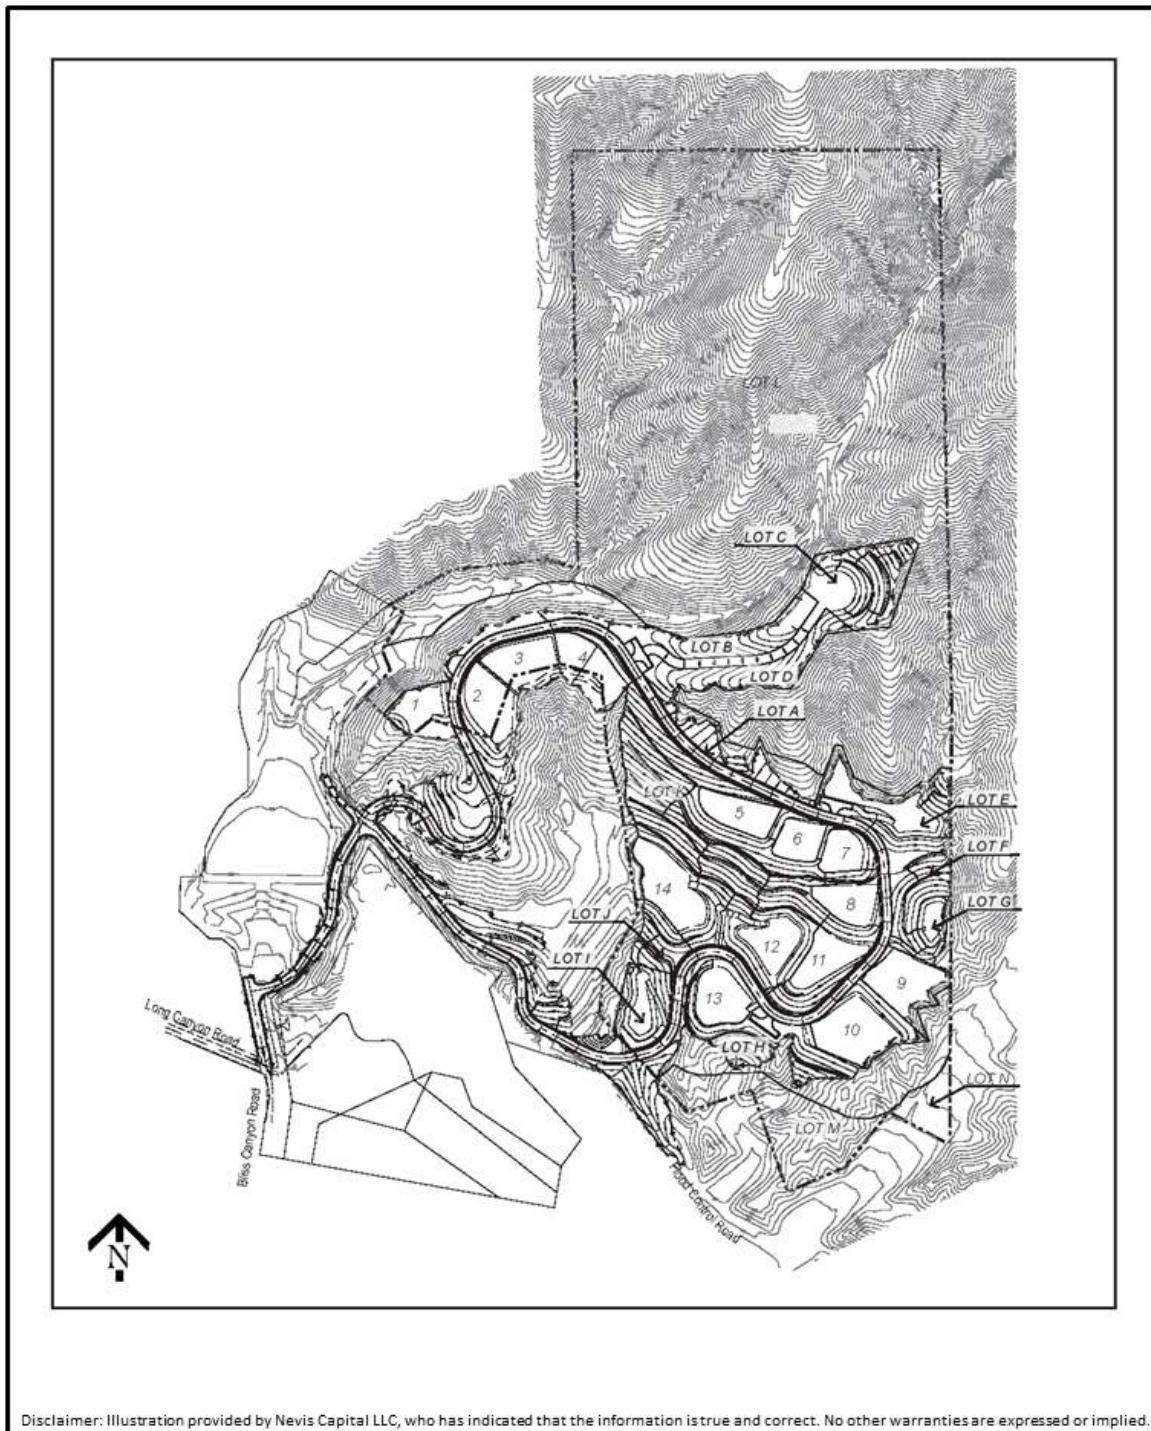 LOT L
LOT C
LOT B
LOT D
LOT A
3
4
2
1
LOT K
5
6
7
LOT E
LOT F
LOT G
14
8
LOT J
12
11
LOT I
9
13
10
LOT H
LOT N
LOT M
Long Canyon Road
Bliss Canyon Road
Flood Control Road
N
Disclaimer: Illustration provided by Nevis Capital LLC, who has indicated that the information is true and correct. No other warranties are expressed or implied.